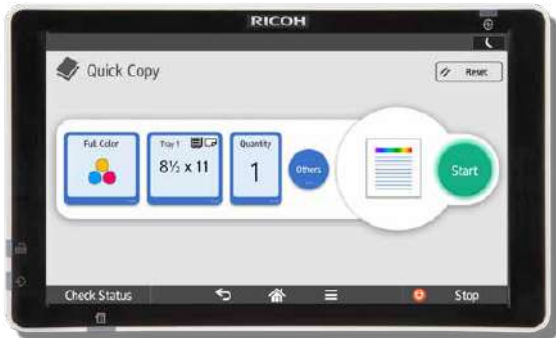 RICOH
Quick Copy
Reset
Full Color
Tray 1
8½ x 11
Quantity
1
Others
Start
Check Status
Stop